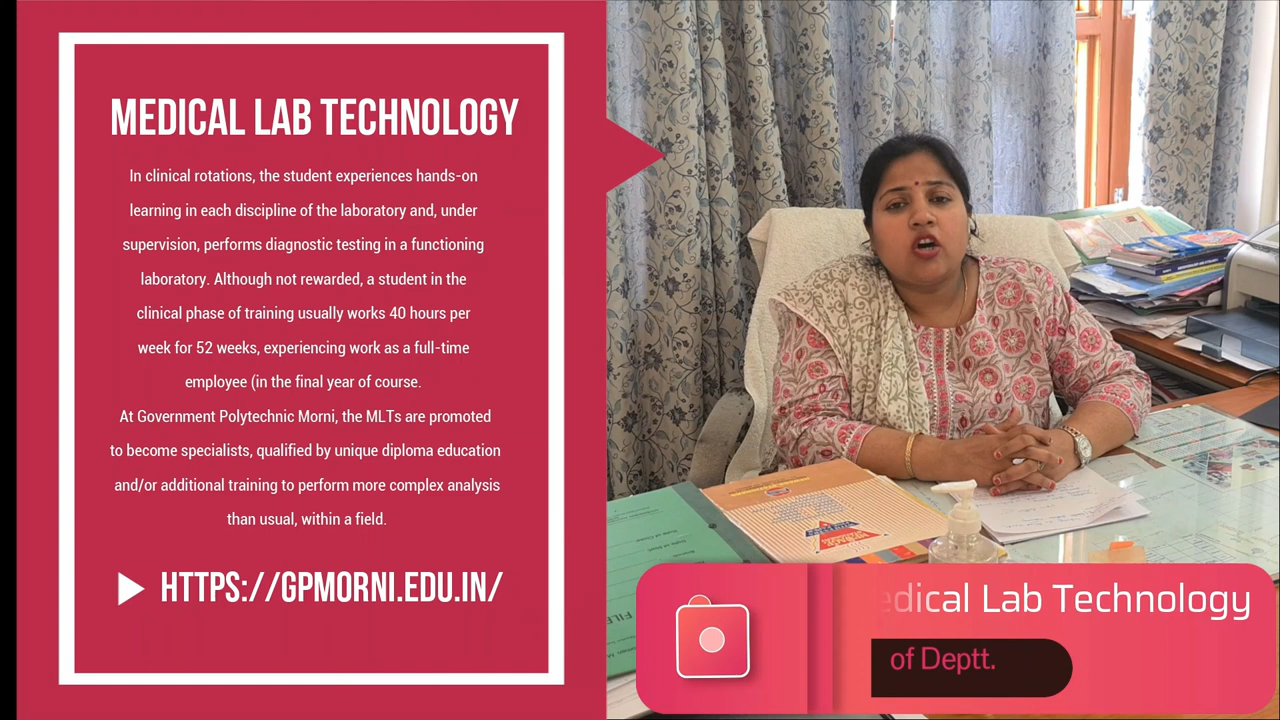 MEDICAL LAB TECHNOLOGY
In clinical rotations, the student experiences hands-on
learning in each discipline of the laboratory and, under
supervision, performs diagnostic testing in a functioning
laboratory. Although not rewarded, a student in the
clinical phase of training usually works 40 hours per
week for 52 weeks, experiencing work as a full-time
employee (in the final year of course.
At Government Polytechnic Morni, the MLTs are promoted
to become specialists, qualified by unique diploma education
and/or additional training to perform more complex analysis
than usual, within a field.
HTTPS://GPMORNI.EDU.IN/
edical Lab Technology
of Deptt.